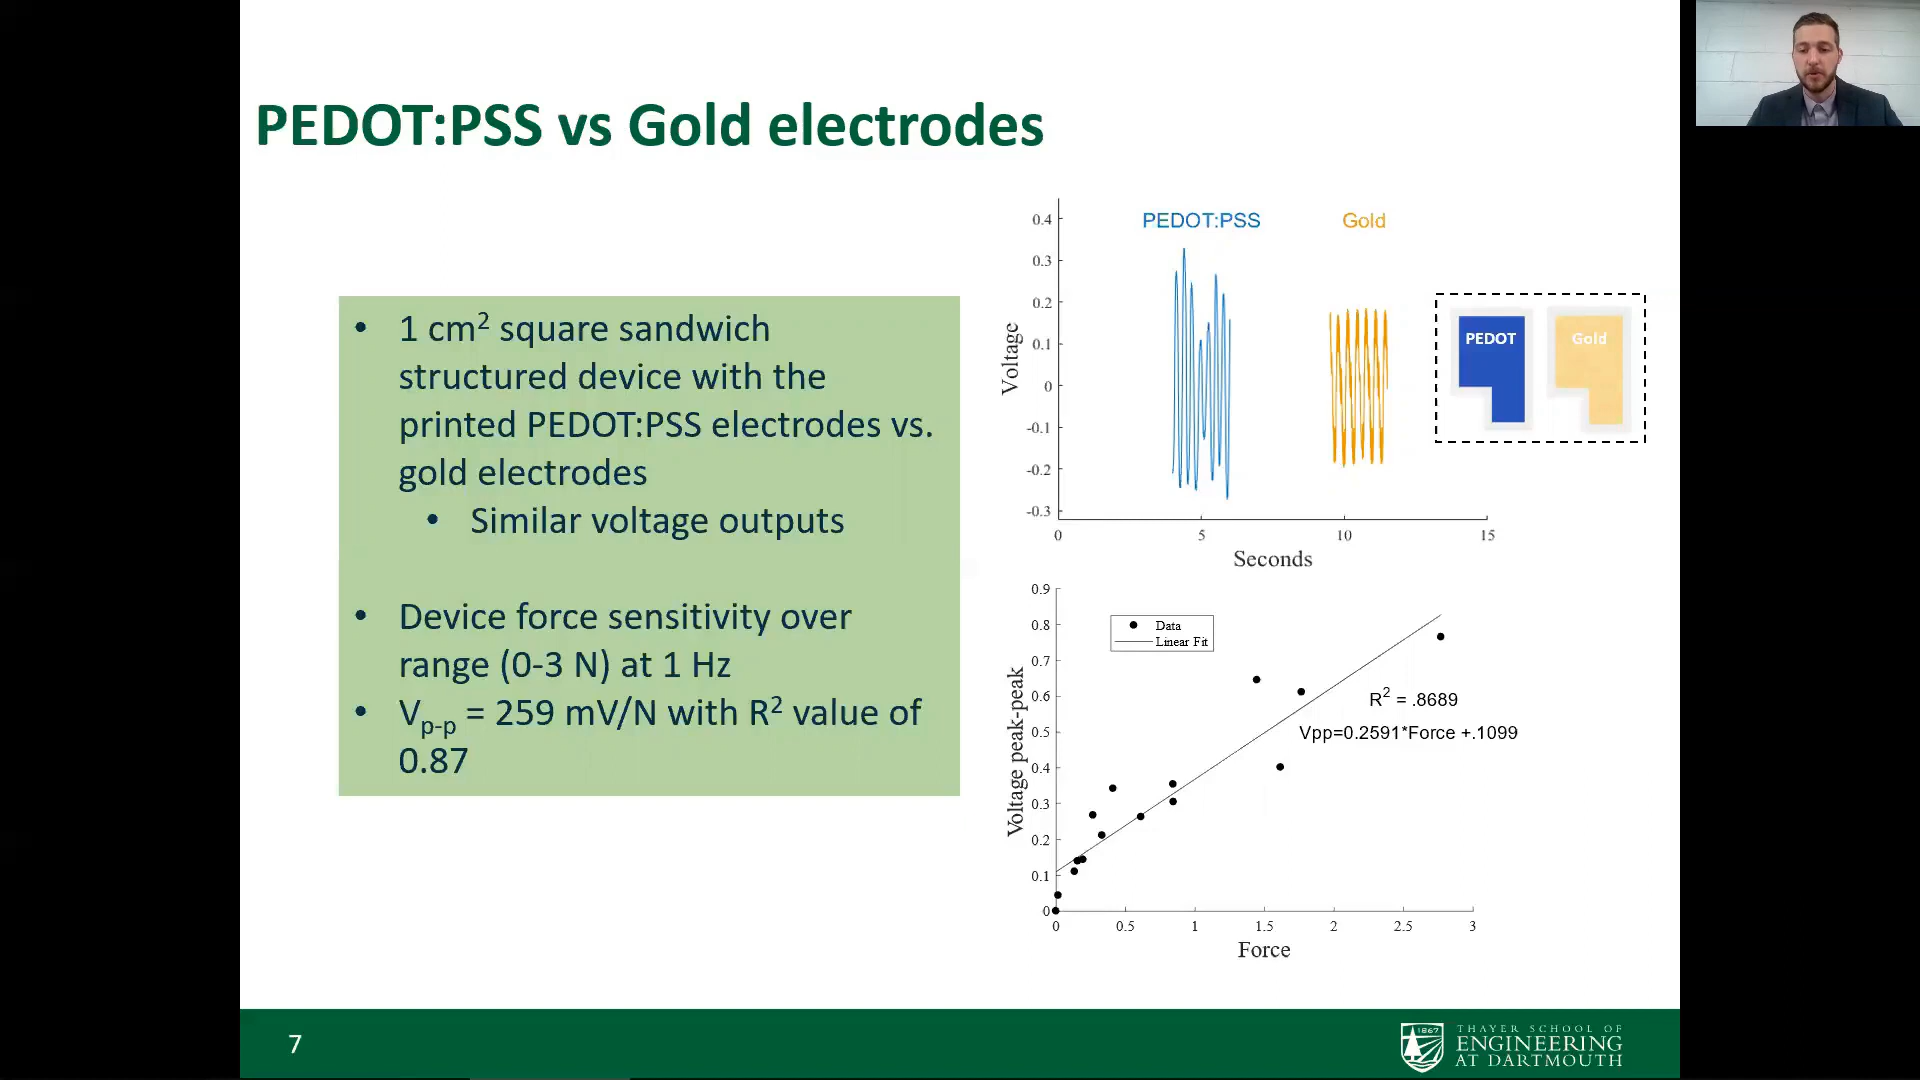 PEDOT:PSS vs Gold electrodes
• 1 cm² square sandwich
structured device with the
printed PEDOT:PSS electrodes vs.
gold electrodes
• Similar voltage outputs
• Device force sensitivity over
range (0-3 N) at 1 Hz
• Vp-p = 259 mV/N with R² value of
0.87
PEDOT:PSS
Gold
0.4
0.3
0.2
0.1
0
-0.1
-0.2
-0.3
Voltage
0 5 10 15
Seconds
PEDOT
Gold
0.9
0.8
0.7
0.6
0.5
0.4
0.3
0.2
0.1
0
Voltage peak-peak
Data
Linear Fit
R² = .8689
Vpp=0.2591*Force +.1099
0 0.5 1 1.5 2 2.5 3
Force
7
1867
THAYER SCHOOL OF
ENGINEERING
AT DARTMOUTH